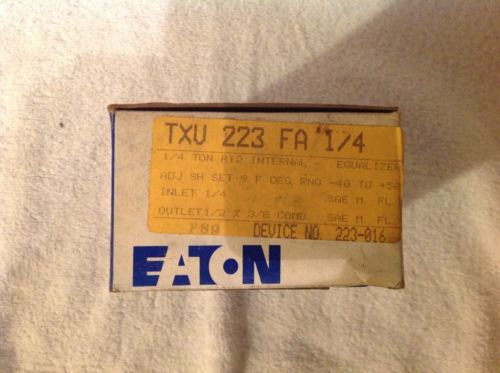 TXV 223 FA 1/4
1/4 TON R12 INTERNAL - EQUALIZER
ADJ SH SET 9 F DEG RNG -40 TO +50
INLET 1/4 SAE M FL
OUTLET 1/2 X 3/8 COMB SAE M FL
F89 DEVICE NO. 223-016
EATON